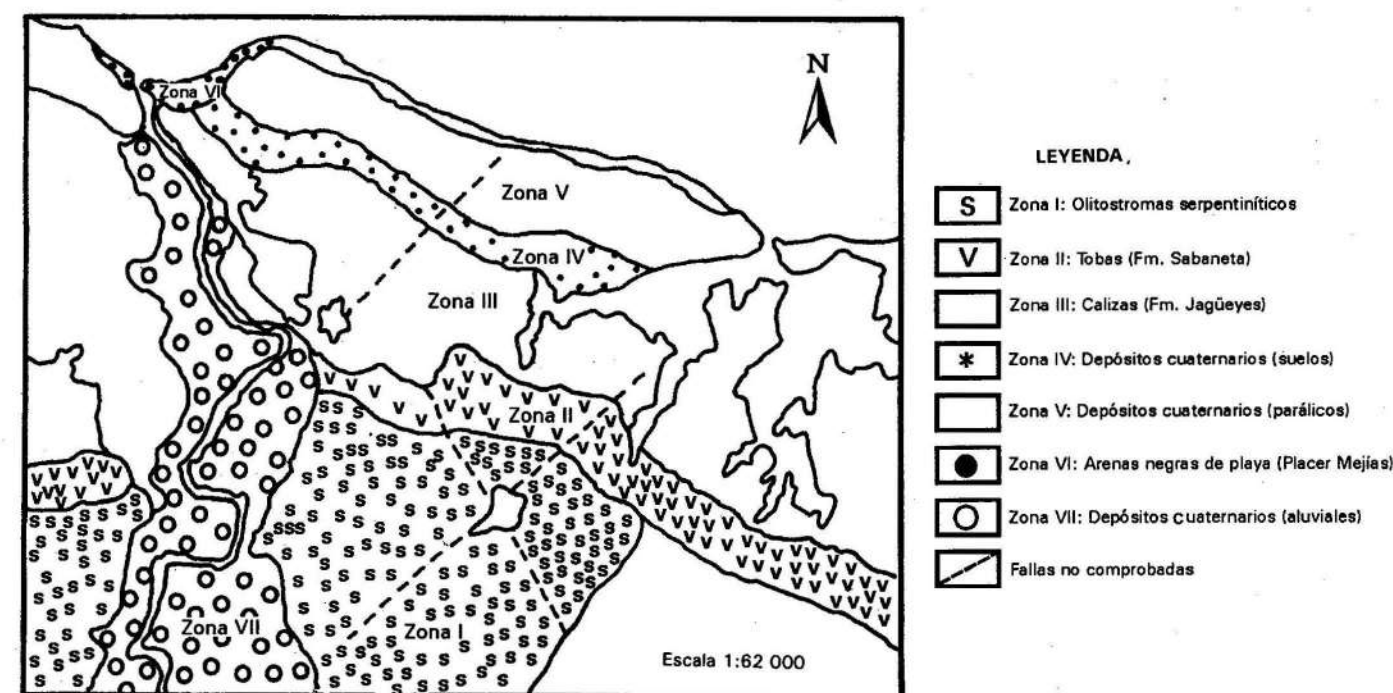 N
Zona VI
Zona V
Zona IV
Zona III
Zona II
Zona VII
Zona I
Escala 1:62 000
LEYENDA,
S Zona I: Olitostromas serpentiníticos
V Zona II: Tobas (Fm. Sabaneta)
Zona III: Calizas (Fm. Jagüeyes)
* Zona IV: Depósitos cuaternarios (suelos)
Zona V: Depósitos cuaternarios (parálicos)
Zona VI: Arenas negras de playa (Placer Mejías)
Zona VII: Depósitos cuaternarios (aluviales)
Fallas no comprobadas